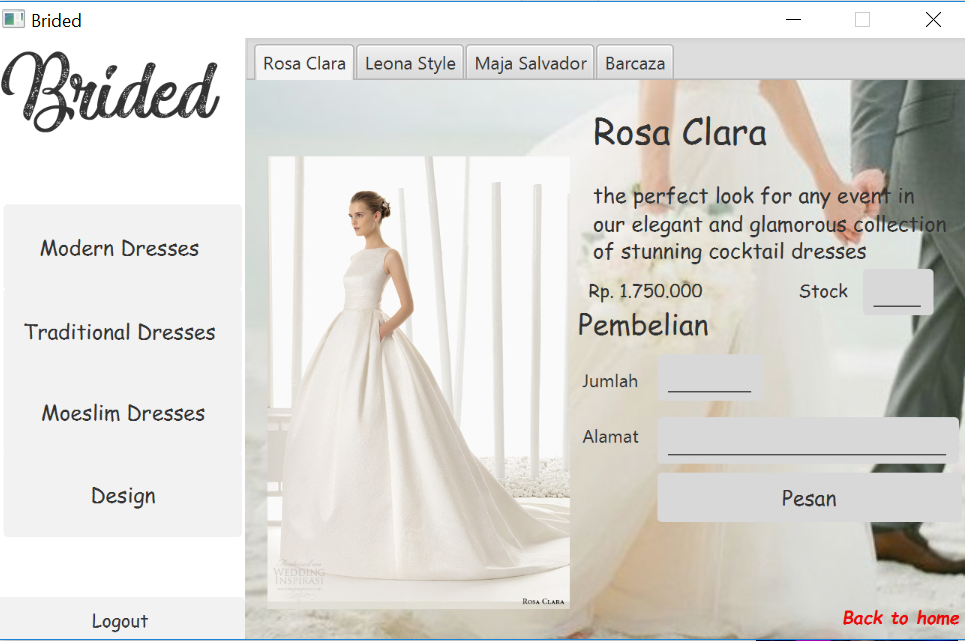 Brided
Brided
Modern Dresses
Traditional Dresses
Moeslim Dresses
Design
Logout
Rosa Clara
Leona Style
Maja Salvador
Barcaza
WEDDING
INSPIRASI
ROSA CLARA
Rosa Clara
the perfect look for any event in
our elegant and glamorous collection
of stunning cocktail dresses
Rp. 1.750.000
Stock
Pembelian
Jumlah
Alamat
Pesan
Back to home